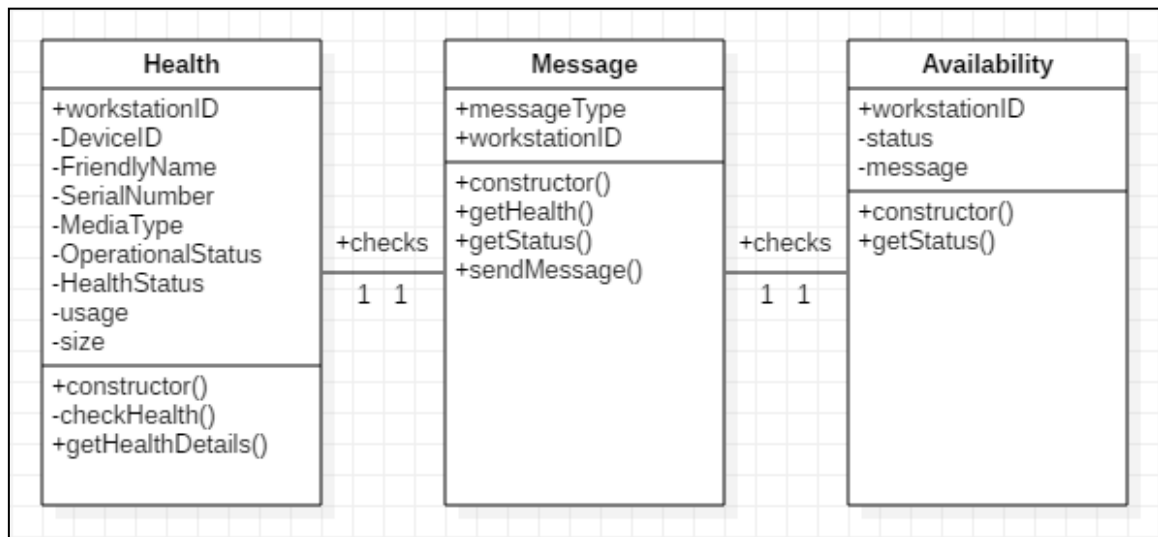 Health
+workstationID
-DeviceID
-FriendlyName
-SerialNumber
-MediaType
-OperationalStatus
-HealthStatus
-usage
-size
+constructor()
-checkHealth()
+getHealthDetails()
+checks
1 1
Message
+messageType
+workstationID
+constructor()
+getHealth()
+getStatus()
+sendMessage()
+checks
1 1
Availability
+workstationID
-status
-message
+constructor()
+getStatus()